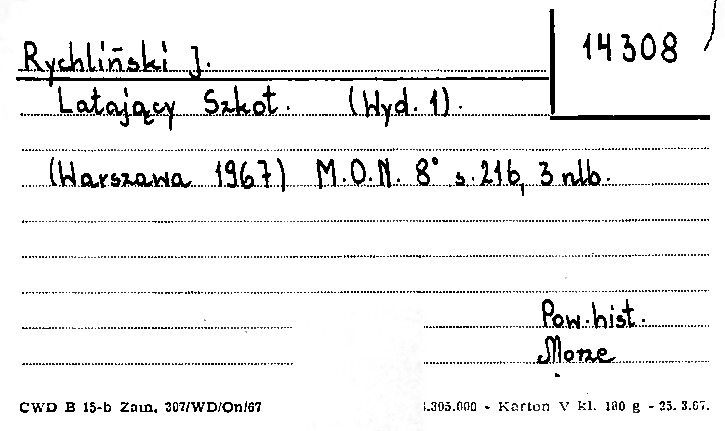 14308
Rychliński J.
Latający Szkot. (Wyd. 1).
(Warszawa 1967) M.O.N. 8° s. 216, 3 nlb.
Pow. hist.
Morze
CWD B 15-b Zam. 307/WD/On/67 .305.000 - Karton V kl. 180 g - 25. 3.67.